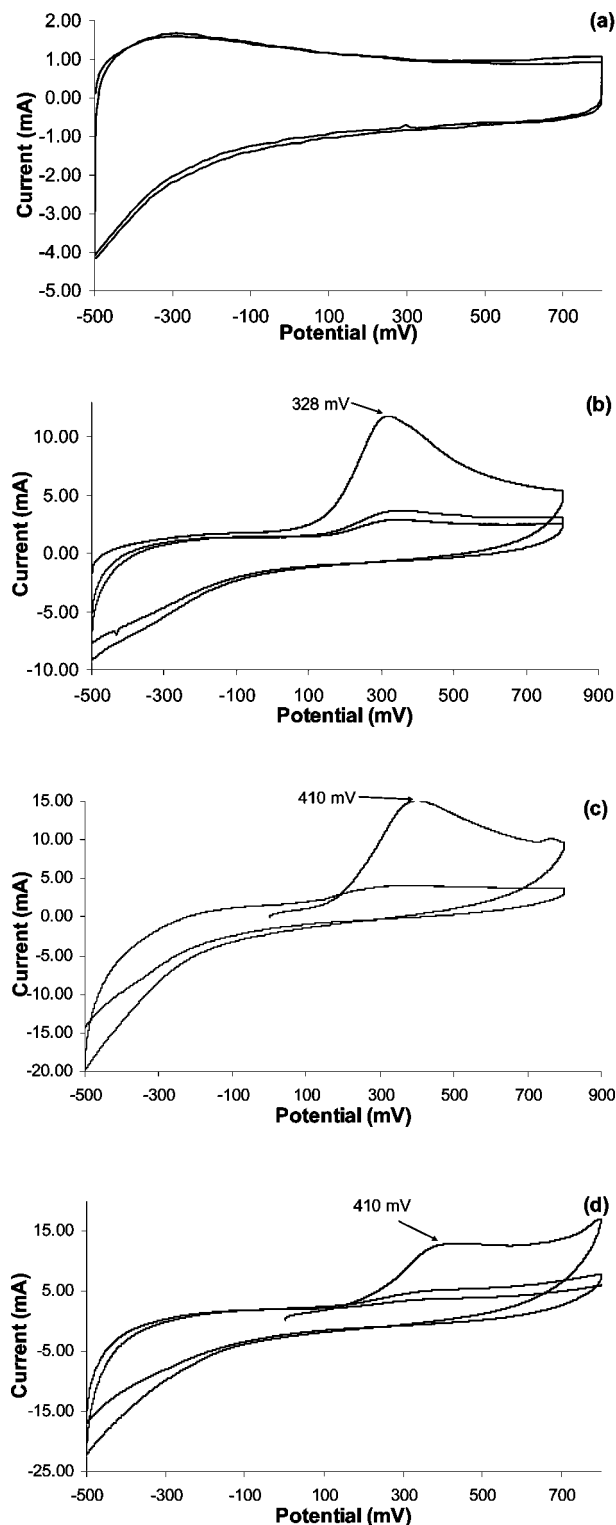 (a)
2.00
1.00
0.00
-1.00
-2.00
-3.00
-4.00
-5.00
Current (mA)
-500 -300 -100 100 300 500 700
Potential (mV)
(b)
328 mV
10.00
5.00
0.00
-5.00
-10.00
Current (mA)
-500 -300 -100 100 300 500 700 900
Potential (mV)
(c)
410 mV
15.00
10.00
5.00
0.00
-5.00
-10.00
-15.00
-20.00
Current (mA)
-500 -300 -100 100 300 500 700 900
Potential (mV)
(d)
410 mV
15.00
5.00
-5.00
-15.00
-25.00
Current (mA)
-500 -300 -100 100 300 500 700
Potential (mV)